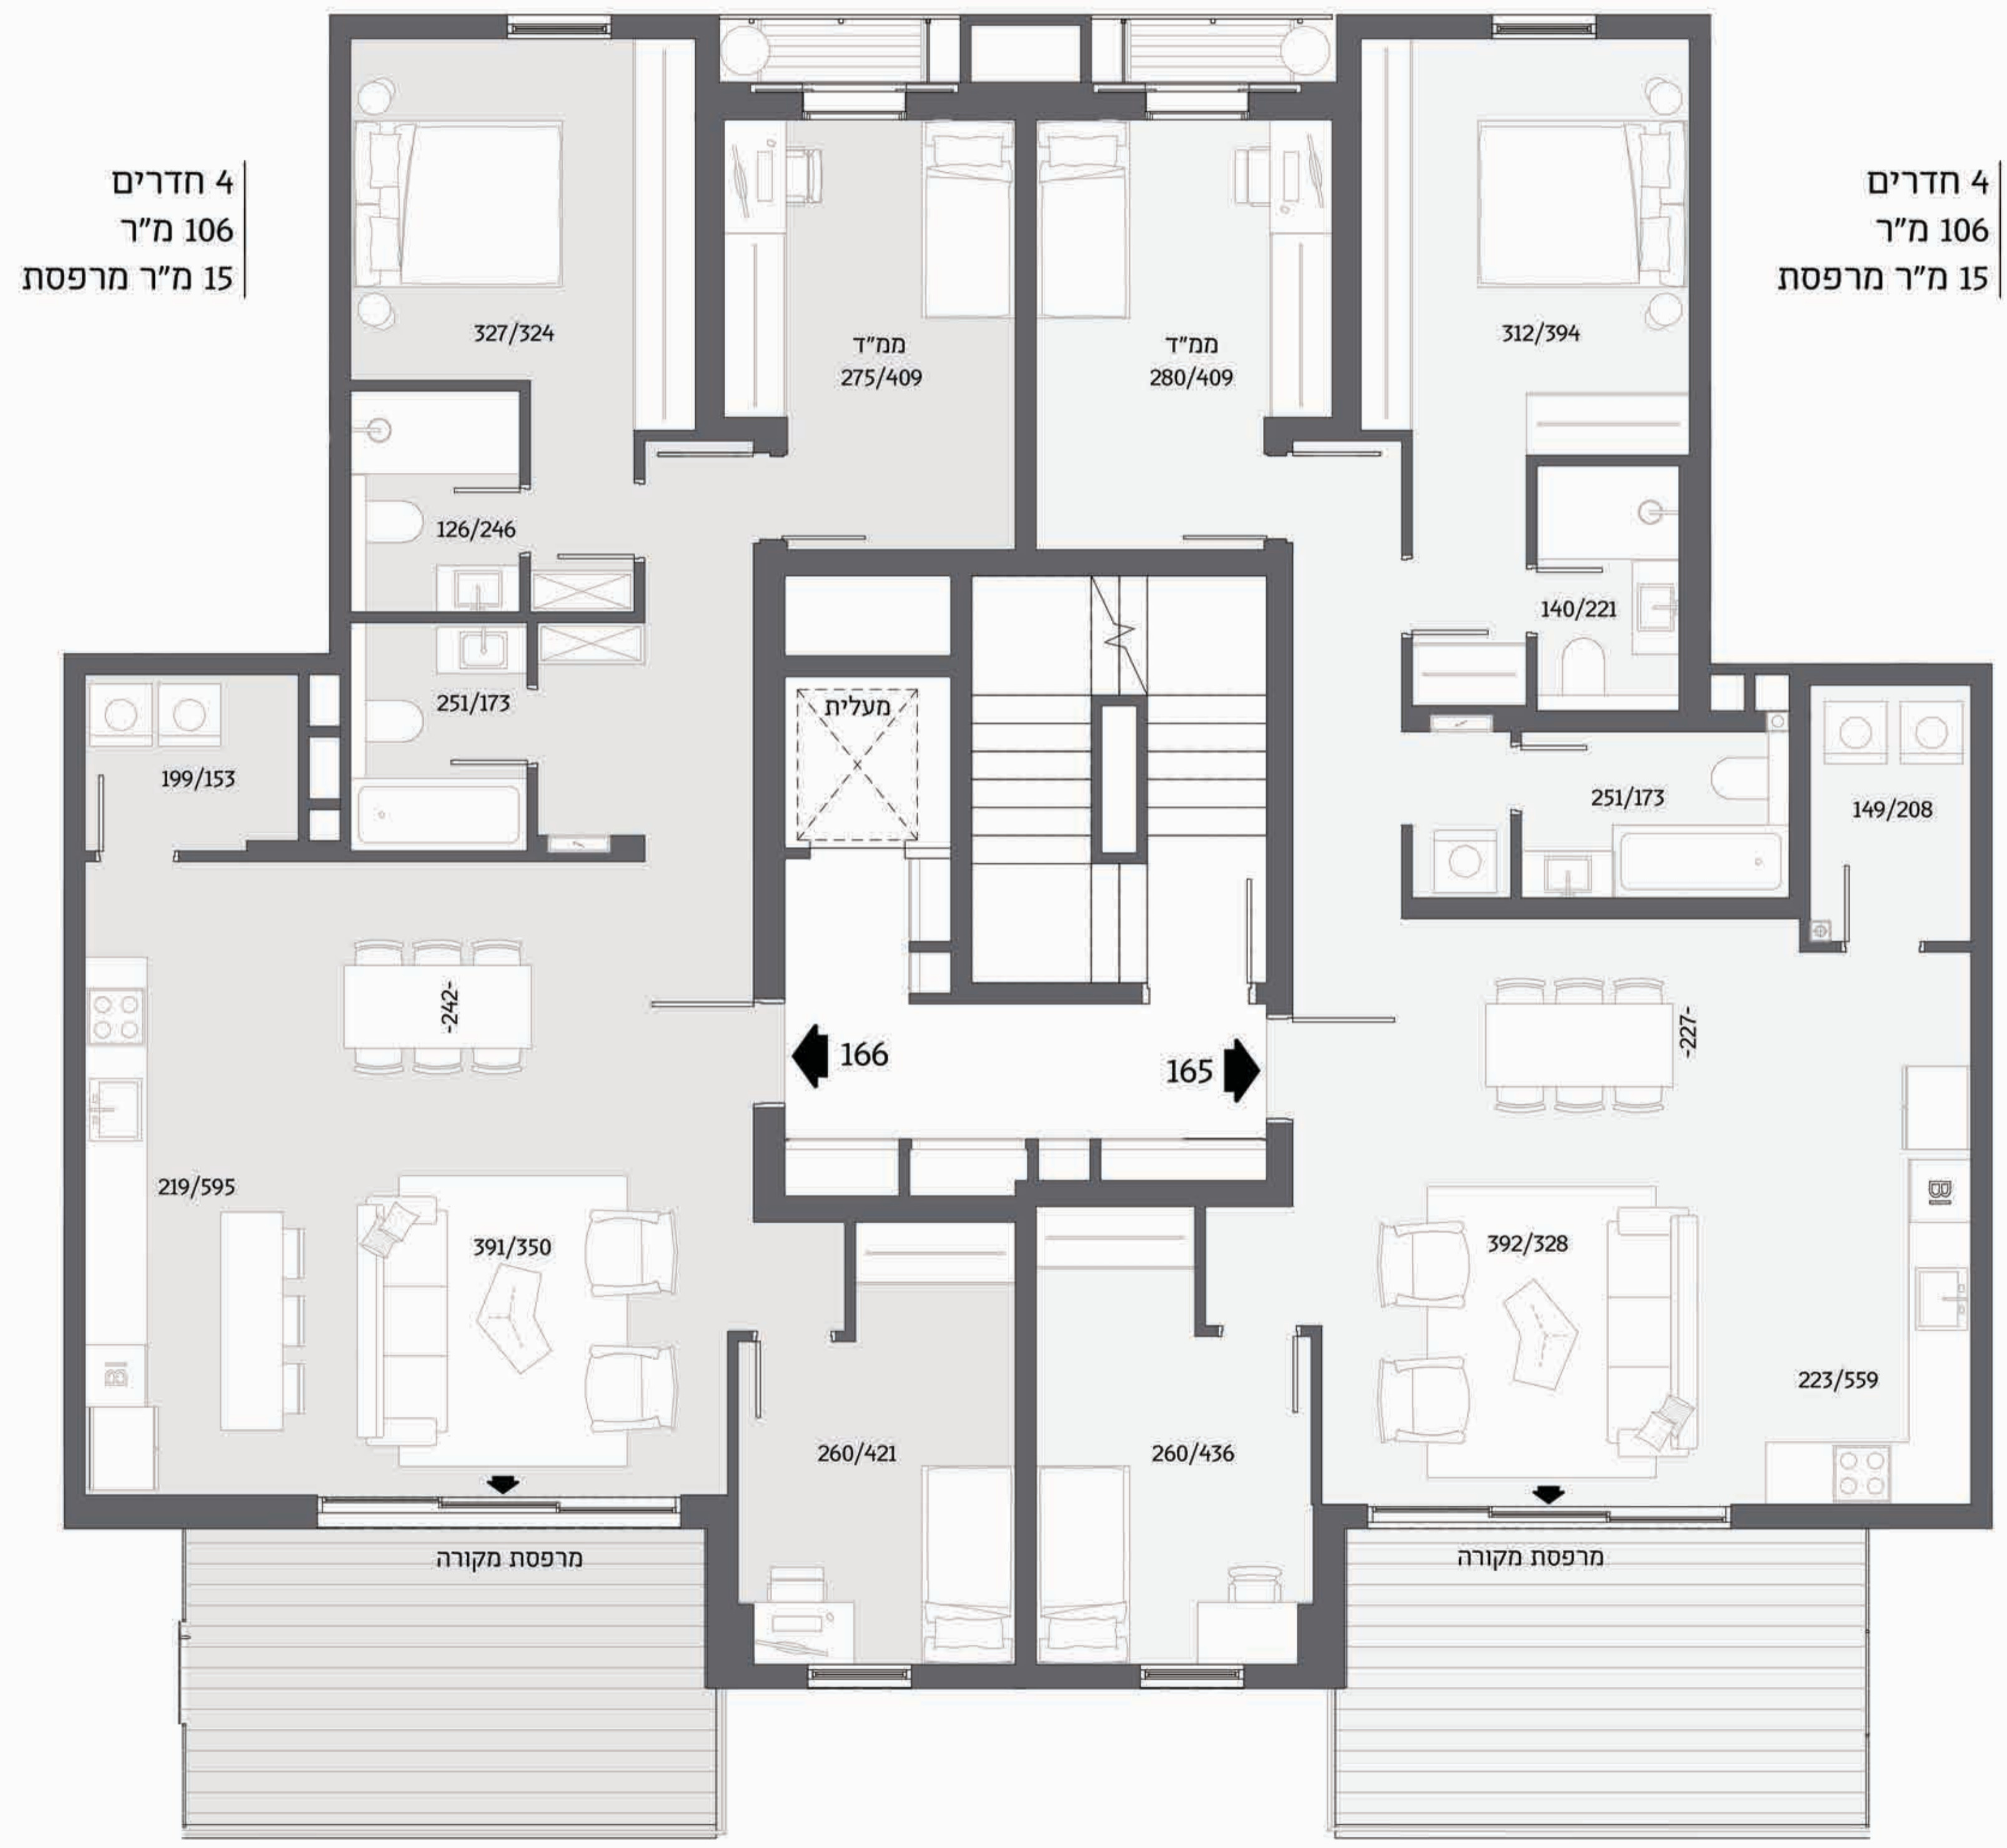 4 חדרים
106 מ"ר
15 מ"ר מרפסת
4 חדרים
106 מ"ר
15 מ"ר מרפסת
327/324
312/394
ממ"ד
275/409
ממ"ד
280/409
126/246
140/221
251/173
מעלית
199/153
251/173
149/208
-242-
-227-
166
165
219/595
BI
391/350
392/328
223/559
BI
260/421
260/436
מרפסת מקורה
מרפסת מקורה